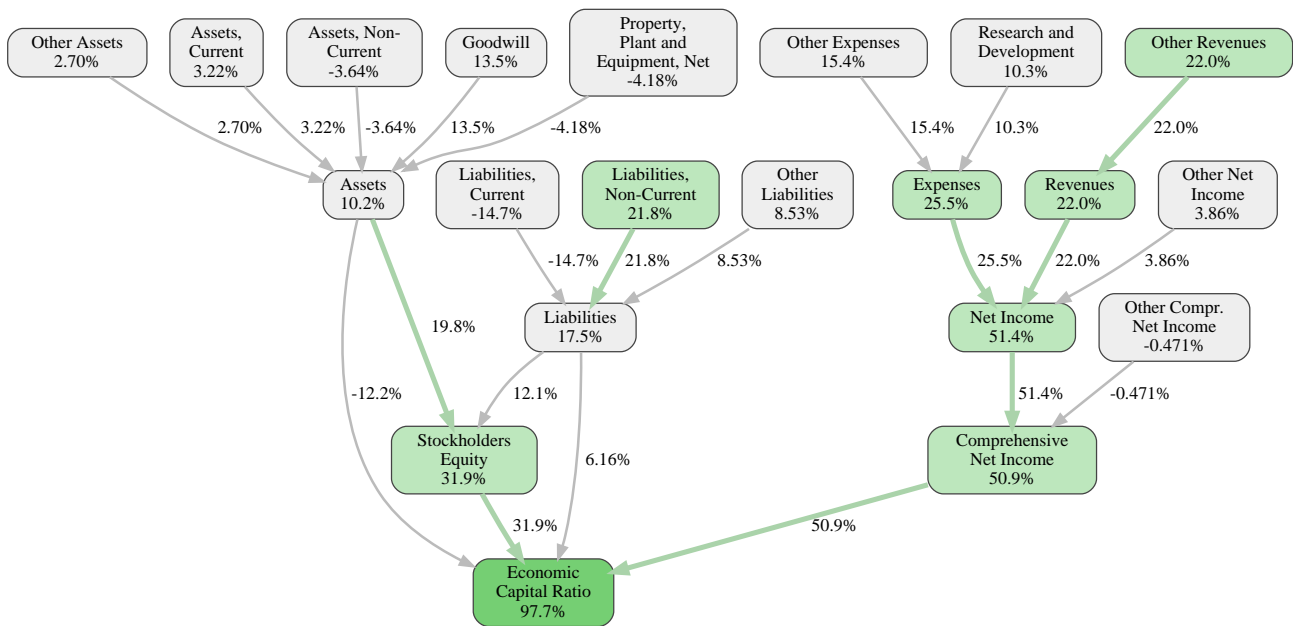 Other Assets
2.70%
Assets,
Current
3.22%
Assets, Non-
Current
-3.64%
Goodwill
13.5%
Property,
Plant and
Equipment, Net
-4.18%
Other Expenses
15.4%
Research and
Development
10.3%
Other Revenues
22.0%
2.70%
3.22%
-3.64%
13.5%
-4.18%
15.4%
10.3%
22.0%
Assets
10.2%
Liabilities,
Current
-14.7%
Liabilities,
Non-Current
21.8%
Other
Liabilities
8.53%
Expenses
25.5%
Revenues
22.0%
Other Net
Income
3.86%
-14.7%
21.8%
8.53%
25.5%
22.0%
3.86%
19.8%
Liabilities
17.5%
Net Income
51.4%
Other Compr.
Net Income
-0.471%
-12.2%
12.1%
51.4%
-0.471%
Stockholders
Equity
31.9%
6.16%
Comprehensive
Net Income
50.9%
31.9%
50.9%
Economic
Capital Ratio
97.7%